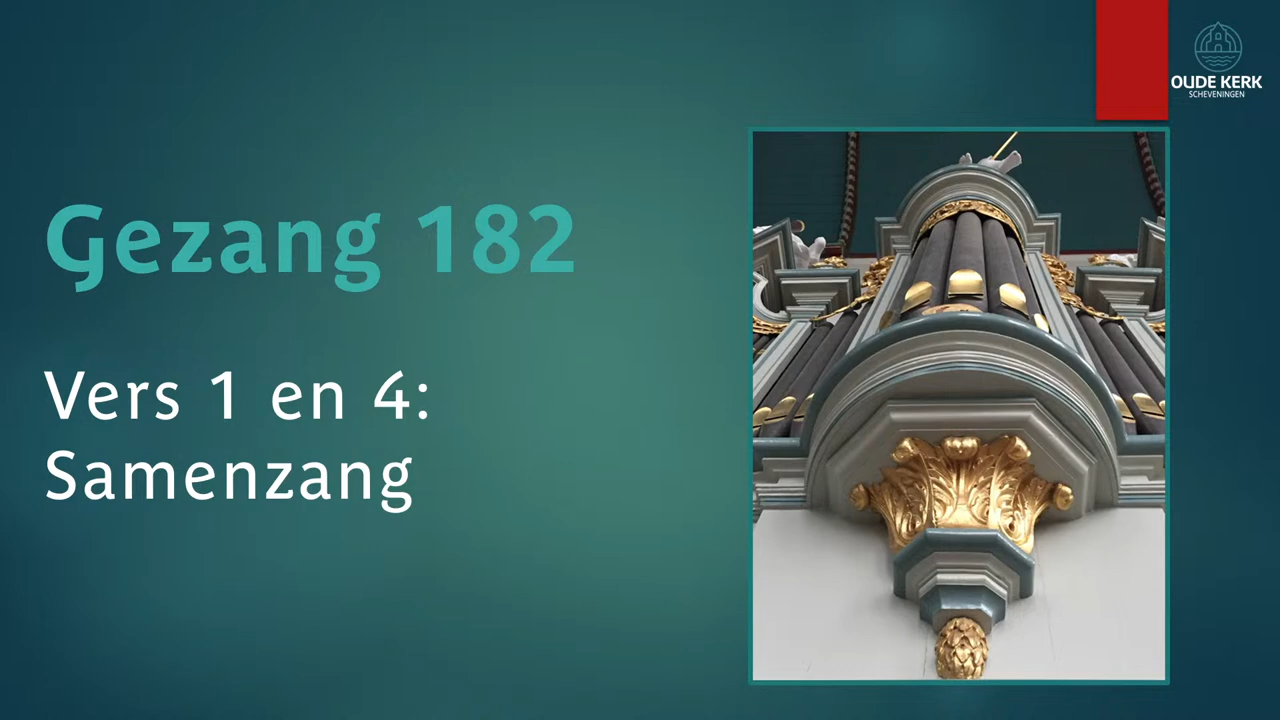 OUDE KERK
SCHEVENINGEN
Gezang 182
Vers 1 en 4:
Samenzang